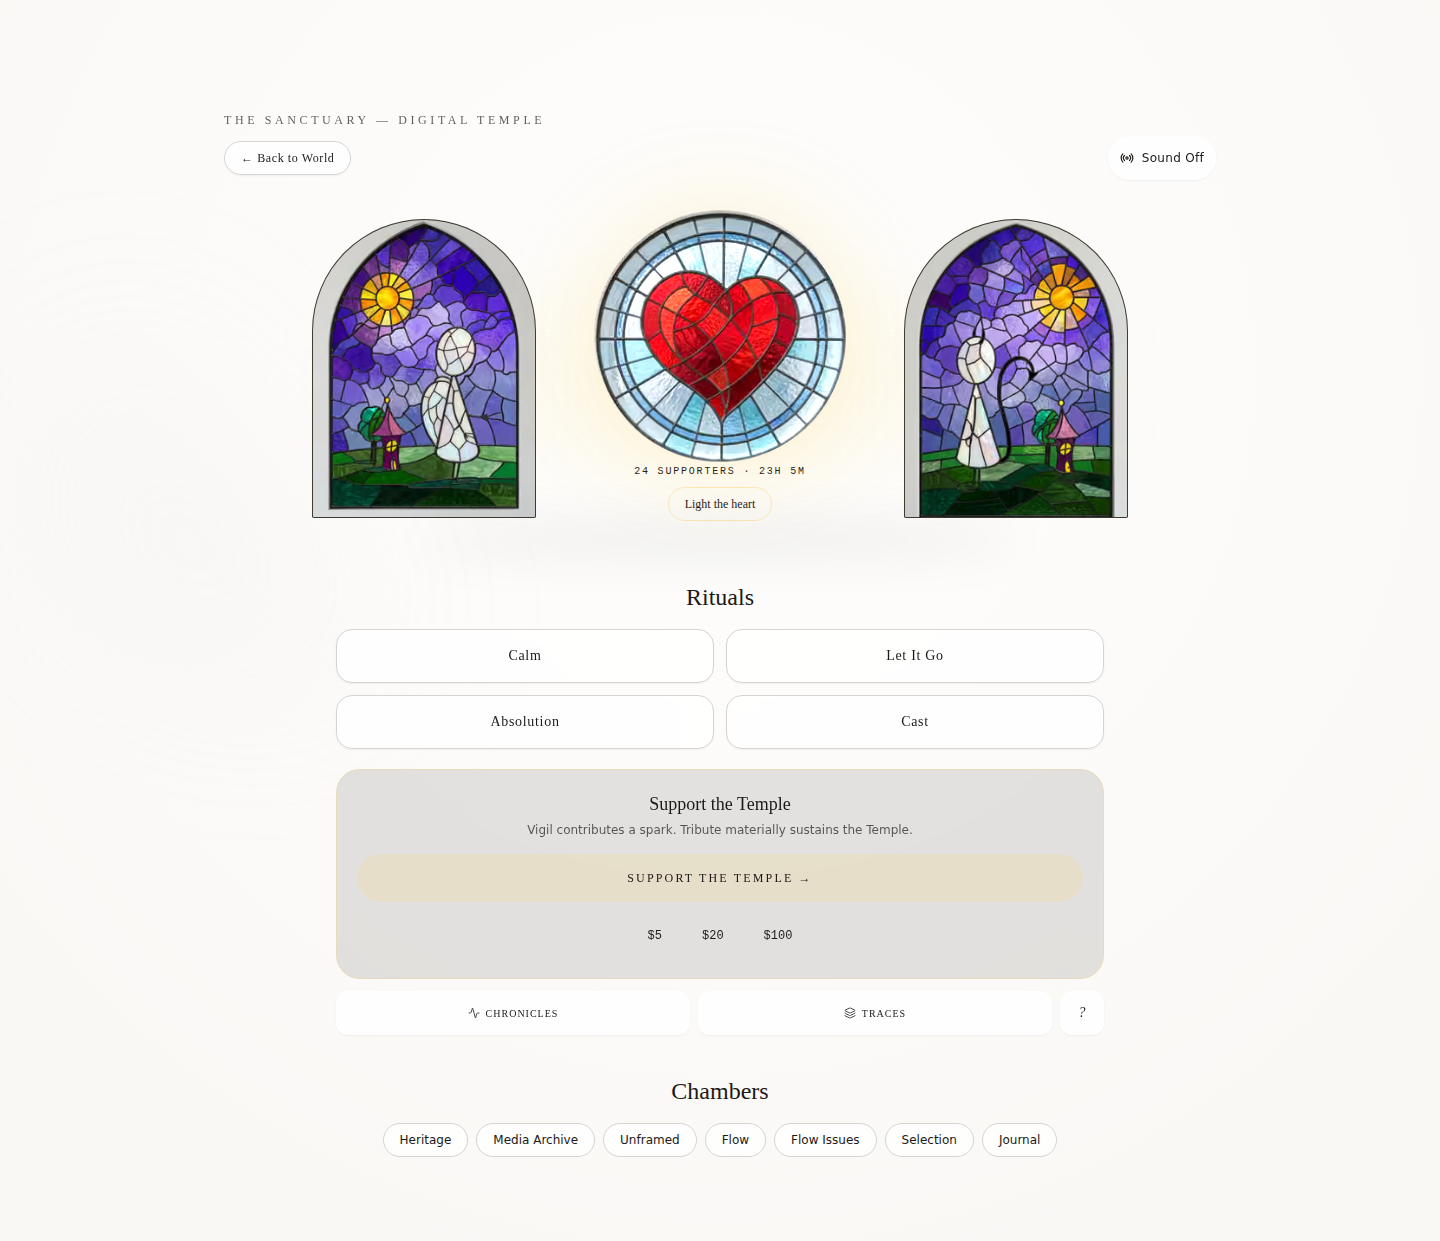 THE SANCTUARY — DIGITAL TEMPLE
← Back to World
Sound Off
24 SUPPORTERS · 23H 5M
Light the heart
Rituals
Calm
Let It Go
Absolution
Cast
Support the Temple
Vigil contributes a spark. Tribute materially sustains the Temple.
SUPPORT THE TEMPLE →
$5 $20 $100
CHRONICLES
TRACES
?
Chambers
Heritage
Media Archive
Unframed
Flow
Flow Issues
Selection
Journal